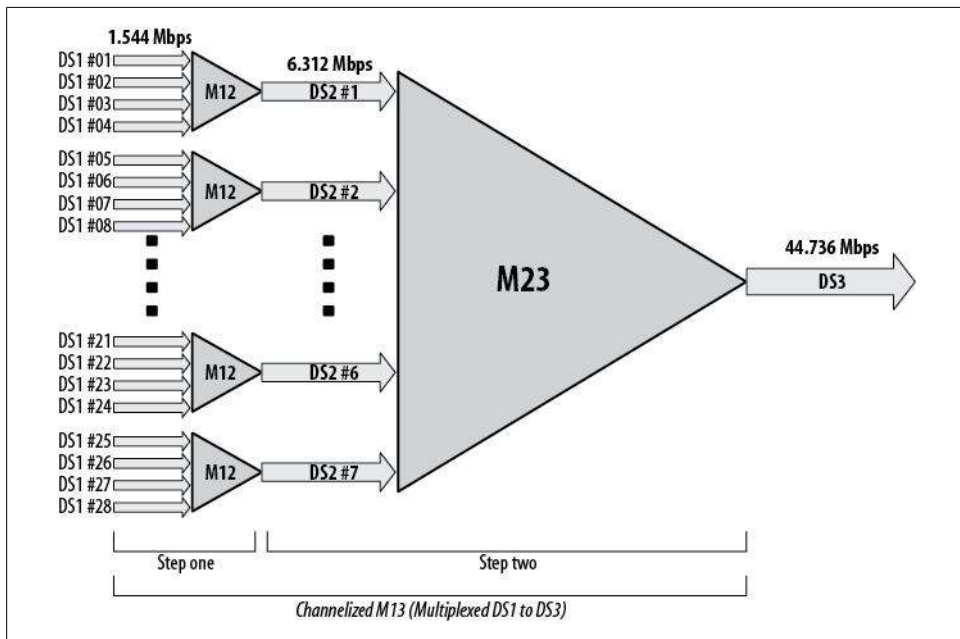 1.544 Mbps
DS1 #01
DS1 #02
DS1 #03
DS1 #04
M12
6.312 Mbps
DS2 #1
DS1 #05
DS1 #06
DS1 #07
DS1 #08
M12
DS2 #2
M23
44.736 Mbps
DS3
DS1 #21
DS1 #22
DS1 #23
DS1 #24
M12
DS2 #6
DS1 #25
DS1 #26
DS1 #27
DS1 #28
M12
DS2 #7
Step one
Step two
Channelized M13 (Multiplexed DS1 to DS3)